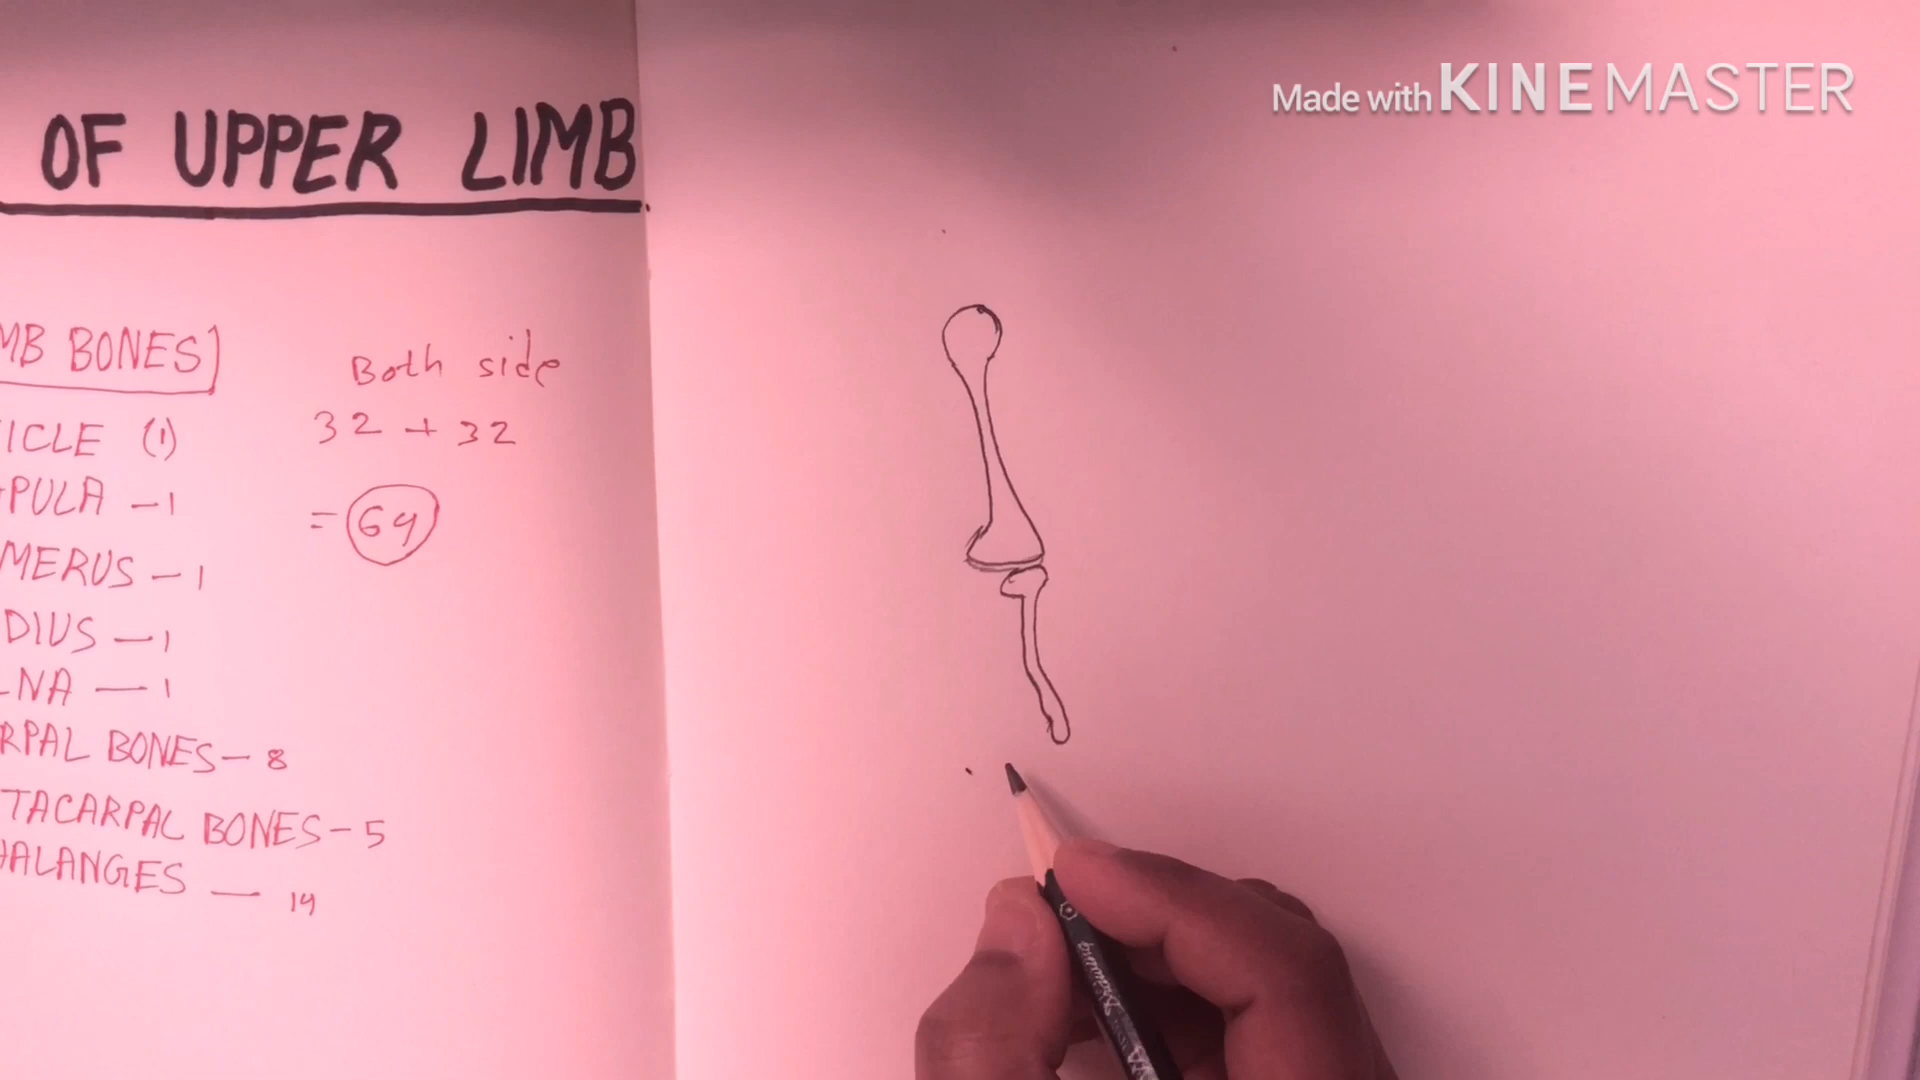 Made with KINEMASTER
OF UPPER LIMB
MB BONES]
ICLE (1)
PULA - 1
MERUS - 1
DIUS - 1
LNA - 1
RPAL BONES - 8
TACARPAL BONES - 5
HALANGES - 14
Both side
32 + 32
= 64